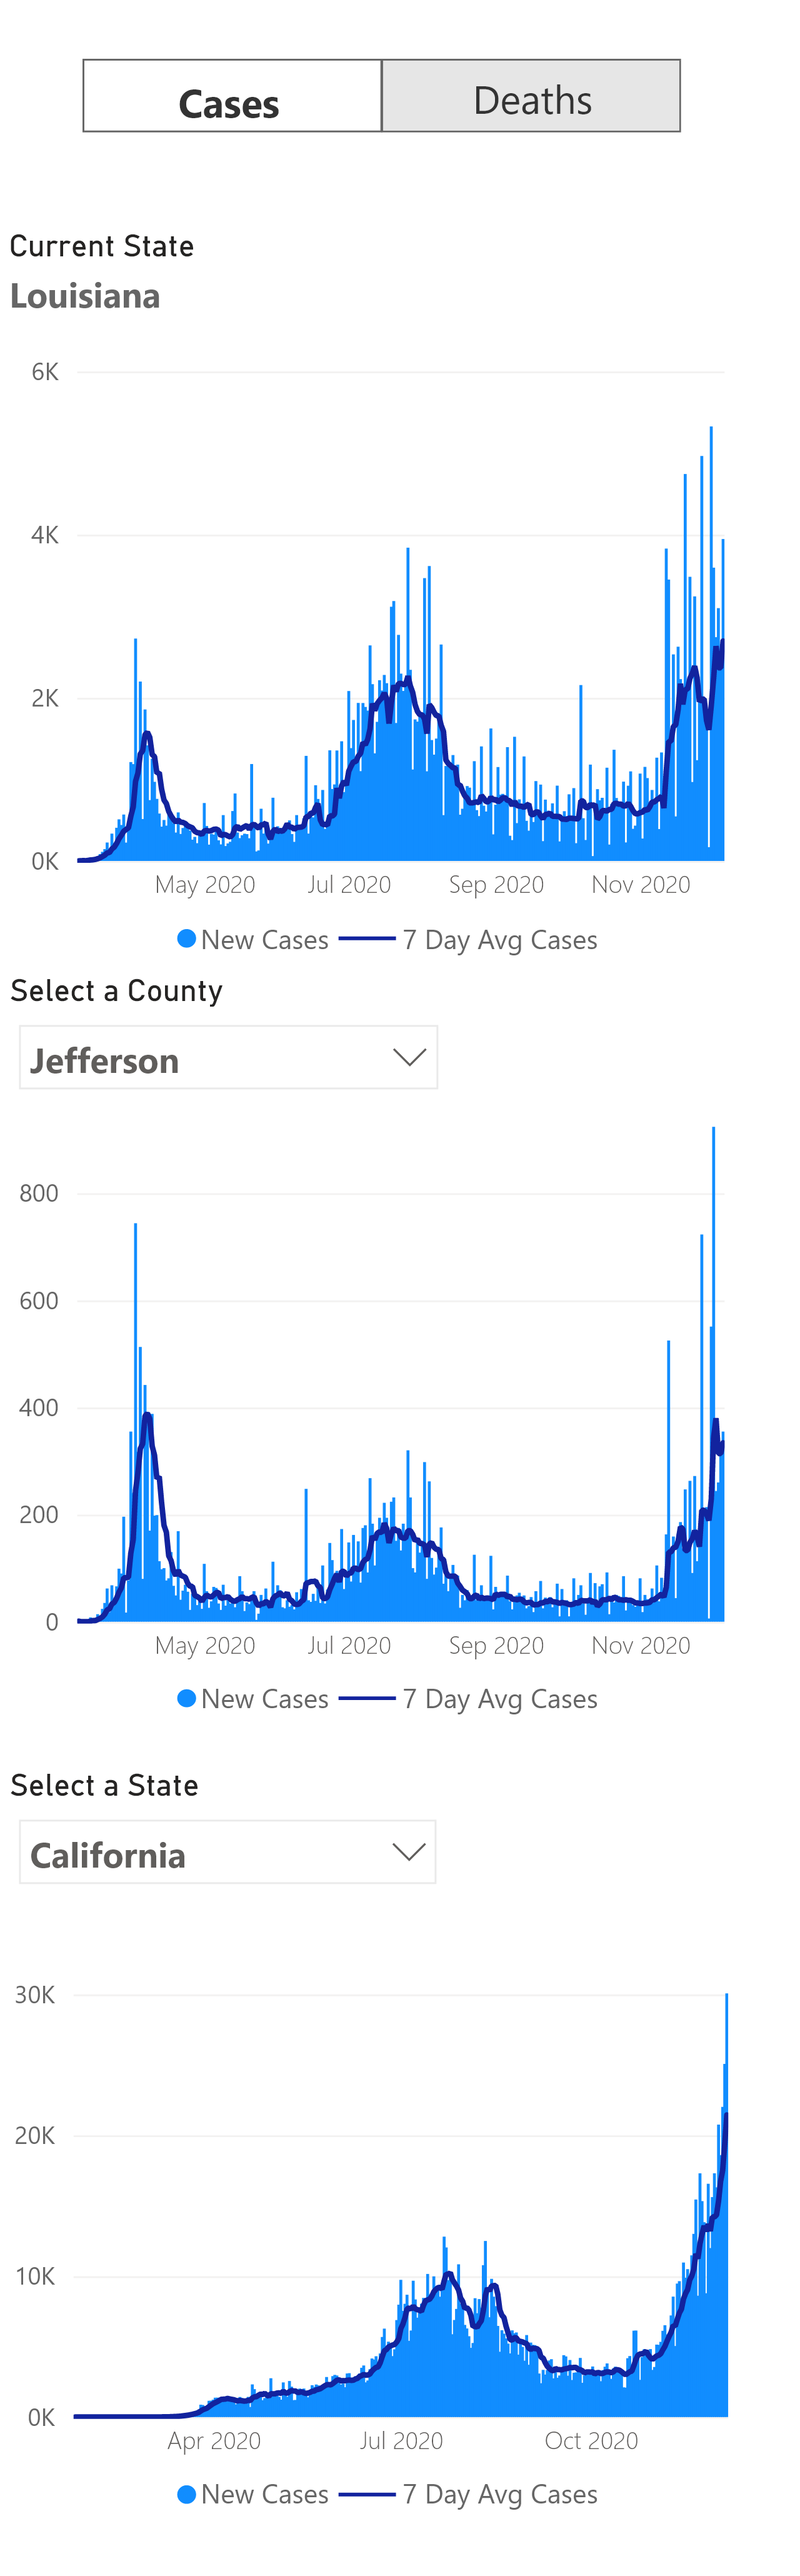 Cases Deaths
Current State
Louisiana
6K
4K
2K
0K
May 2020 Jul 2020 Sep 2020 Nov 2020
New Cases 7 Day Avg Cases
Select a County
Jefferson
800
600
400
200
0
May 2020 Jul 2020 Sep 2020 Nov 2020
New Cases 7 Day Avg Cases
Select a State
California
30K
20K
10K
0K
Apr 2020 Jul 2020 Oct 2020
New Cases 7 Day Avg Cases